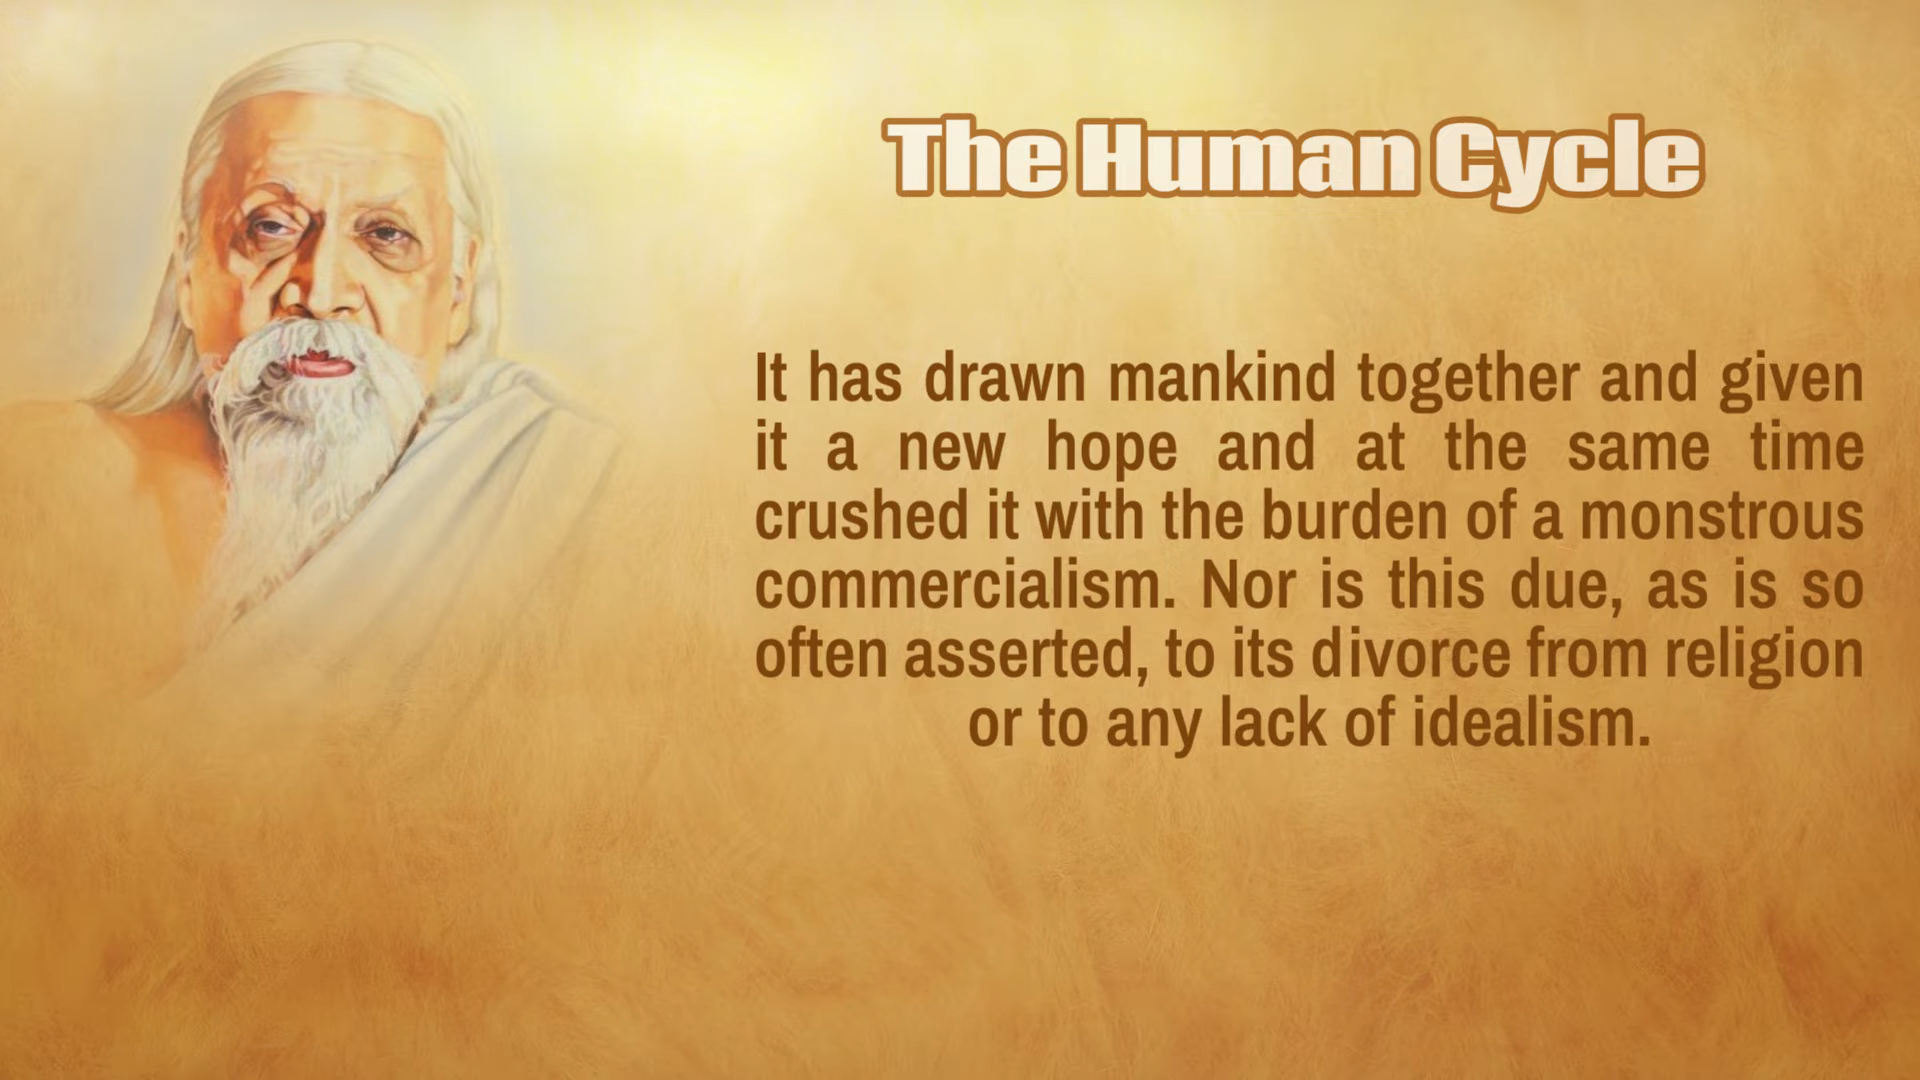 The Human Cycle
It has drawn mankind together and given
it a new hope and at the same time
crushed it with the burden of a monstrous
commercialism. Nor is this due, as is so
often asserted, to its divorce from religion
or to any lack of idealism.